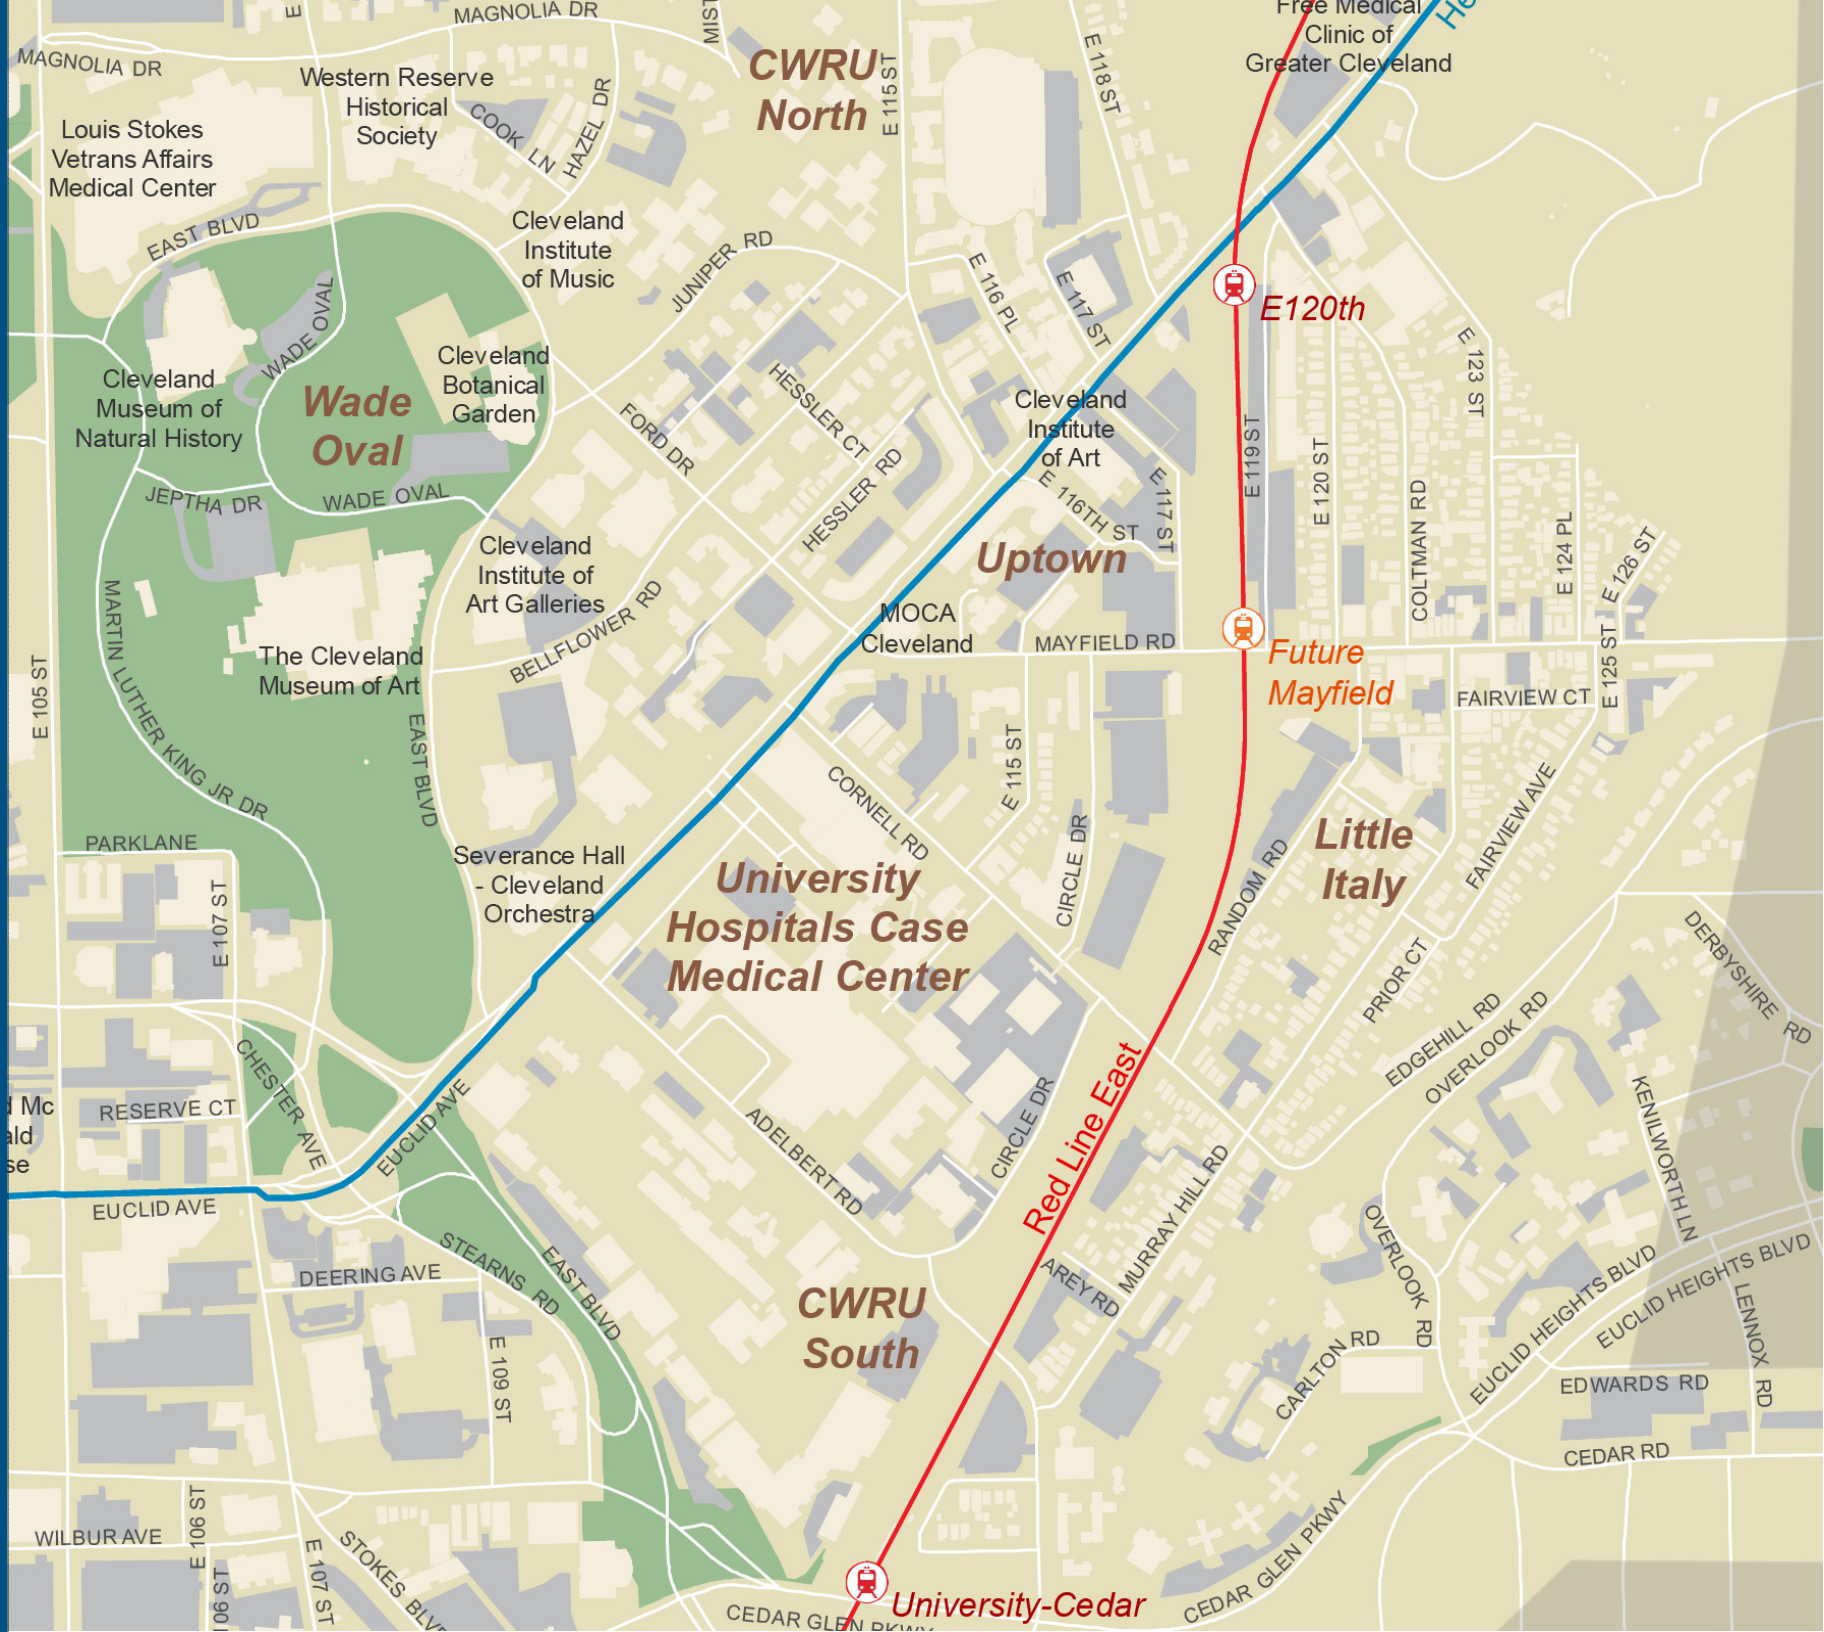 MAGNOLIA DR
E
MAGNOLIA DR
Western Reserve
Historical
Society
COOK LN
HAZEL DR
CWRU
North
E 115 ST
E 118 ST
Free Medical
Clinic of
Greater Cleveland
He
Louis Stokes
Vetrans Affairs
Medical Center
EAST BLVD
Cleveland
Institute
of Music
JUNIPER RD
E 116 PL
E 117 ST
E120th
WADE OVAL
Wade
Oval
Cleveland
Botanical
Garden
Cleveland
Museum of
Natural History
JEPTHA DR
WADE OVAL
FORD DR
HESSLER CT
HESSLER RD
Cleveland
Institute
of Art
E 116TH ST
E 117 ST
E 119 ST
E 120 ST
COLTMAN RD
E 123 ST
E 124 PL
E 126 ST
Cleveland
Institute of
Art Galleries
BELLFLOWER RD
Uptown
MOCA
Cleveland
MAYFIELD RD
Future
Mayfield
FAIRVIEW CT
E 125 ST
E 105 ST
MARTIN LUTHER KING JR DR
The Cleveland
Museum of Art
EAST BLVD
PARKLANE
E 107 ST
Severance Hall
- Cleveland
Orchestra
University
Hospitals Case
Medical Center
CORNELL RD
E 115 ST
CIRCLE DR
RANDOM RD
Little
Italy
FAIRVIEW AVE
PRIOR CT
EDGEHILL RD
OVERLOOK RD
DERBYSHIRE RD
KENILWORTH LN
d Mc
ald
se
RESERVE CT
CHESTER AVE
EUCLID AVE
EUCLID AVE
ADELBERT RD
CIRCLE DR
Red Line East
MURRAY HILL RD
AREY RD
OVERLOOK RD
EUCLID HEIGHTS BLVD
EUCLID HEIGHTS BLVD
LENNOX RD
STEARNS RD
DEERING AVE
EAST BLVD
E 109 ST
CWRU
South
CARLTON RD
EDWARDS RD
CEDAR RD
WILBUR AVE
E 106 ST
106 ST
E 107 ST
STOKES BLV
University-Cedar
CEDAR GLEN PKWY
CEDAR GLEN PKWY